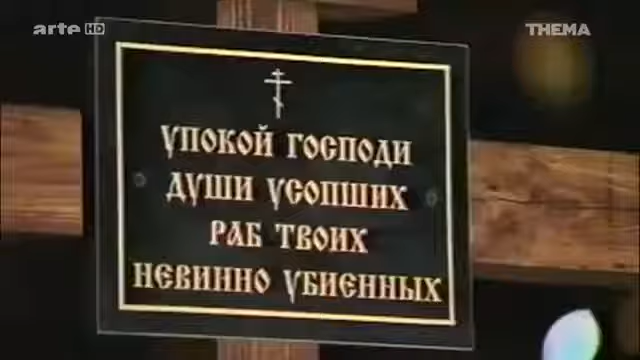 arte HD
THEMA
УПОКОЙ ГОСПОДИ
ДУШИ УСОПШИХ
РАБ ТВОИХ
НЕВИННО УБИЕННЫХ